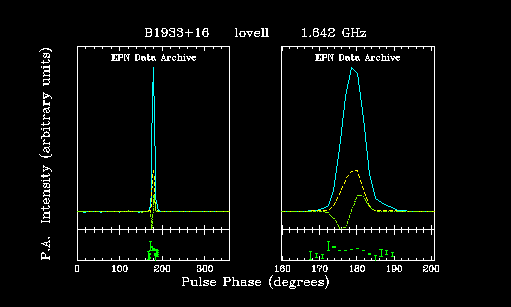 B1933+16 lovell 1.642 GHz
EPN Data Archive EPN Data Archive
P.A. Intensity (arbitrary units)
0 100 200 300 160 170 180 190 200
Pulse Phase (degrees)